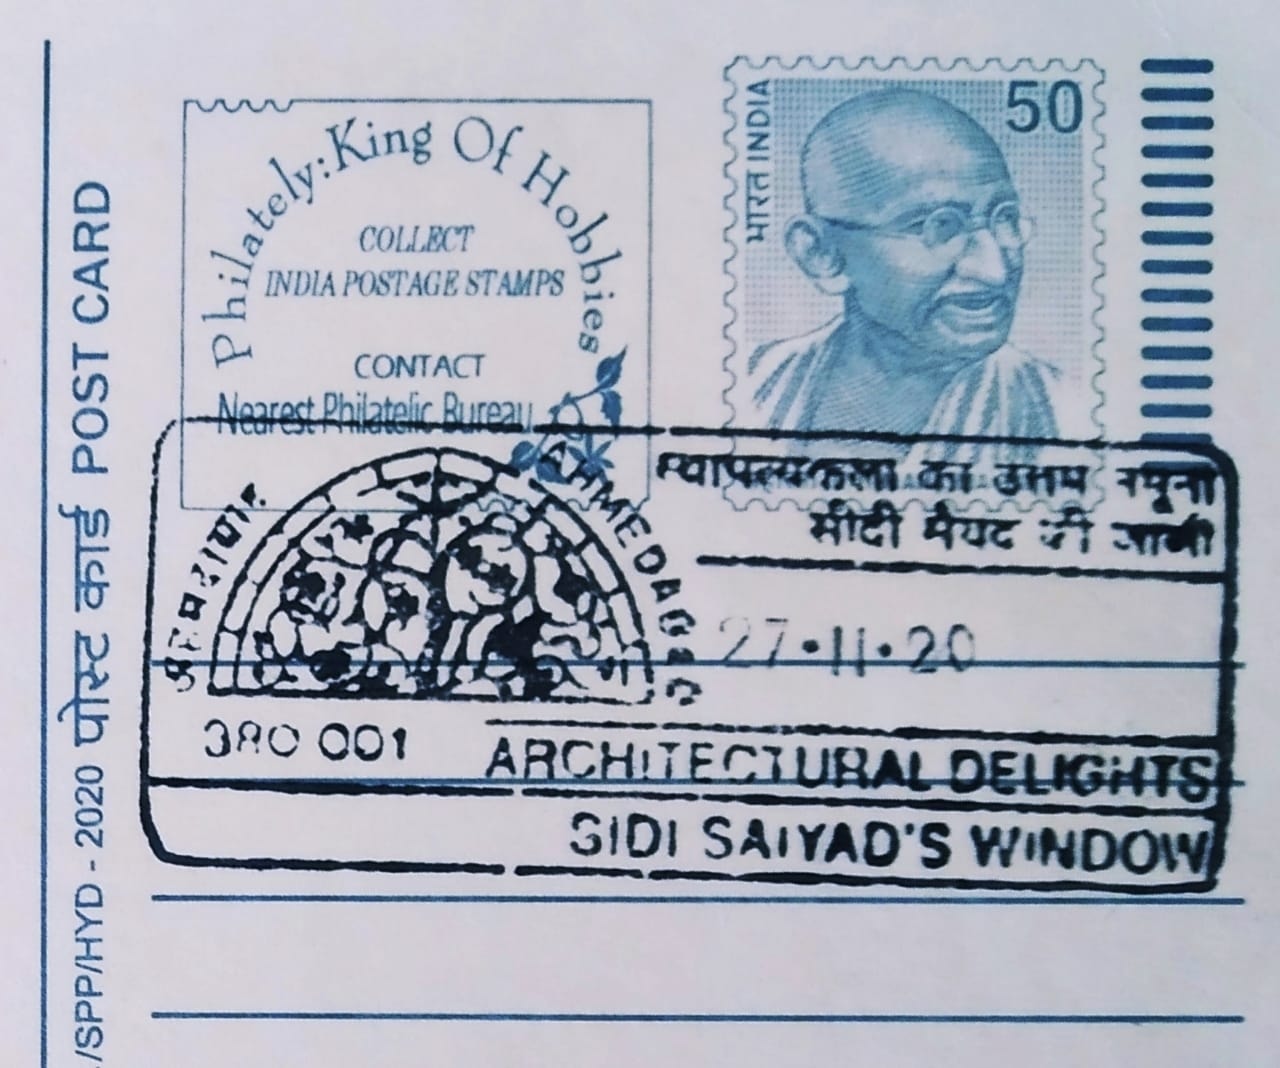 Philately: King Of Hobbies
COLLECT
INDIA POSTAGE STAMPS
CONTACT
Nearest Philatelic Bureau
भारत INDIA
50
/SPP/HYD - 2020 पोस्ट कार्ड POST CARD
अहमदाबाद
AHMEDABAD
स्थापत्यकला का उत्तम नमूना
सीदी सैयद की जाली
27•11•20
380 001
ARCHITECTURAL DELIGHTS
SIDI SAIYAD'S WINDOW